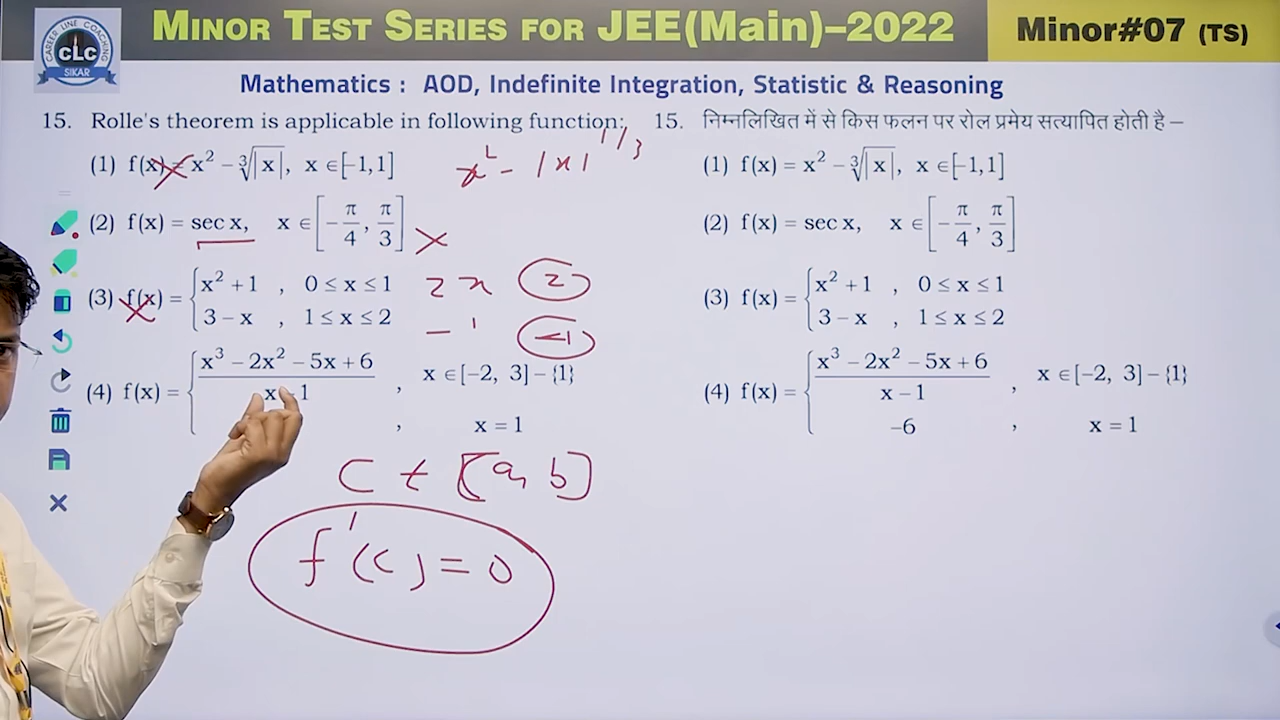 MINOR TEST SERIES FOR JEE(MAIN)–2022
Minor#07 (TS)
CAREER LINE COACHING
CLC
SIKAR
Mathematics : AOD, Indefinite Integration, Statistic & Reasoning
15. Rolle's theorem is applicable in following function:
(1) f(x) = x² – ∛|x|, x ∈[-1,1]
x² – |x|^1/3
(2) f(x) = sec x, x ∈ [-π/4, π/3]
(3) f(x) = { x² + 1 , 0 ≤ x ≤ 1
3 – x , 1 ≤ x ≤ 2
2x 2
–1 –1
(4) f(x) = { x³ – 2x² – 5x + 6 / x – 1 , x ∈[–2, 3] – {1}
, x = 1
C ∈ [a, b]
f'(c) = 0
15. निम्नलिखित में से किस फलन पर रोल प्रमेय सत्यापित होती है –
(1) f(x) = x² – ∛|x|, x ∈[-1,1]
(2) f(x) = sec x, x ∈ [-π/4, π/3]
(3) f(x) = { x² + 1 , 0 ≤ x ≤ 1
3 – x , 1 ≤ x ≤ 2
(4) f(x) = { x³ – 2x² – 5x + 6 / x – 1 , x ∈[–2, 3] – {1}
–6 , x = 1